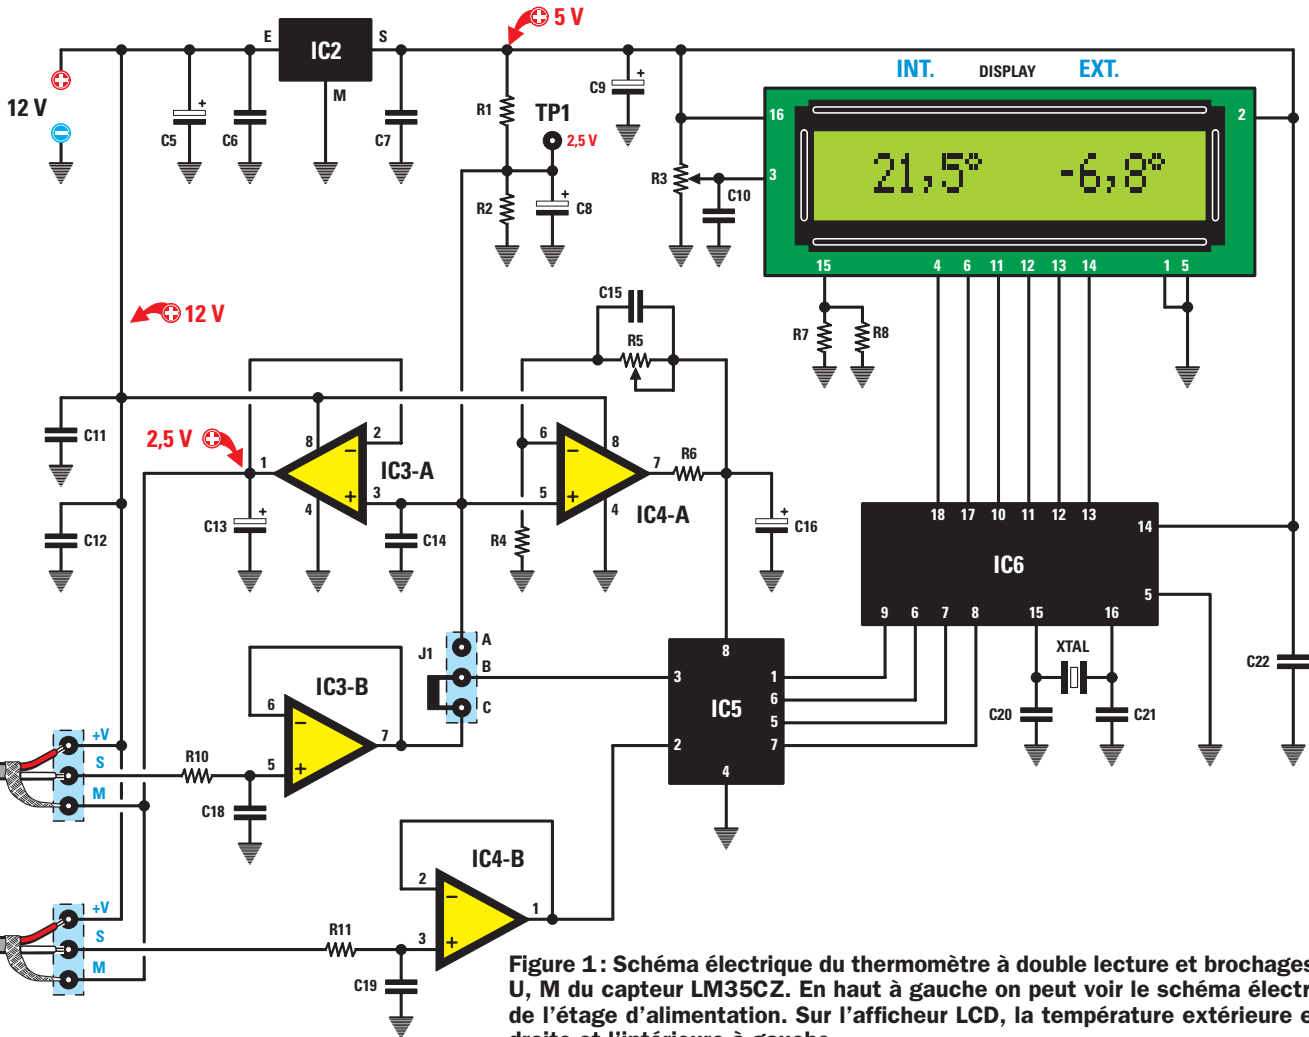 5 V
E
IC2
S
M
12 V
C5
C6
C7
R1
TP1
2,5 V
C9
R2
C8
R3
C10
INT.
DISPLAY
EXT.
16
2
3
21,5°
-6,8°
15
4
6
11
12
13
14
1
5
R7
R8
12 V
C15
R5
C11
2,5 V
8
2
1
IC3-A
3
4
6
8
7
R6
5
4
IC4-A
C12
C13
C14
R4
C16
18
17
10
11
12
13
14
IC6
5
9
6
7
8
15
16
XTAL
C20
C21
C22
J1
A
B
C
8
3
1
6
IC5
5
2
7
4
IC3-B
6
7
5
+V
S
M
R10
C18
IC4-B
2
1
3
+V
S
M
R11
C19
Figure 1: Schéma électrique du thermomètre à double lecture et brochages
U, M du capteur LM35CZ. En haut à gauche on peut voir le schéma électr
de l'étage d'alimentation. Sur l'afficheur LCD, la température extérieure e
droite et l'intérieure à gauche